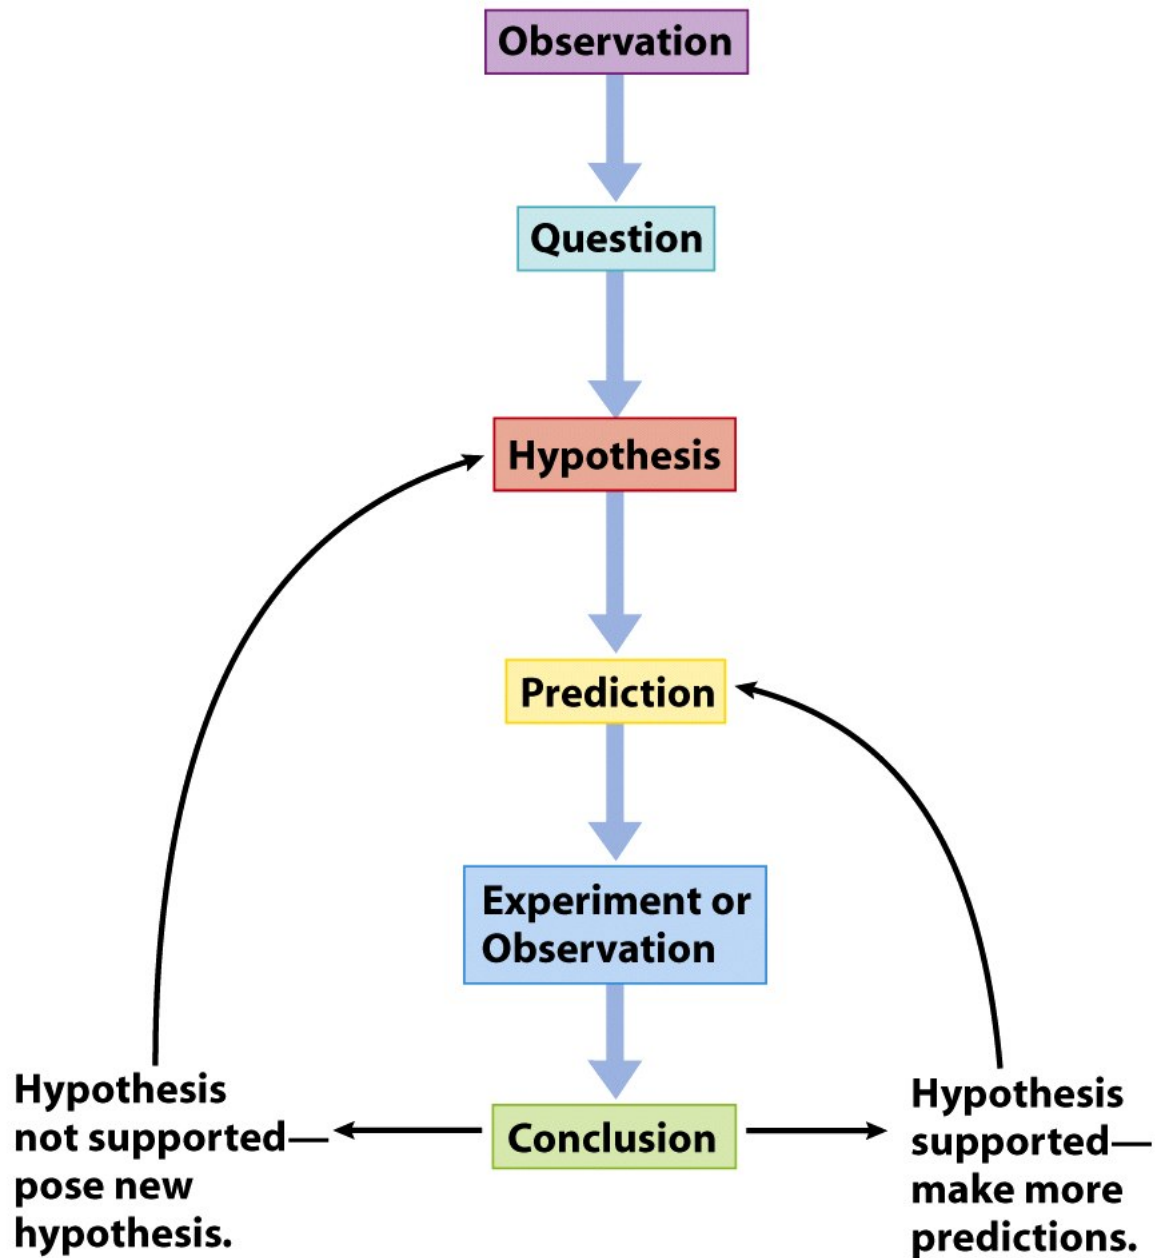 Observation
Question
Hypothesis
Prediction
Experiment or
Observation
Conclusion
Hypothesis
not supported—
pose new
hypothesis.
Hypothesis
supported—
make more
predictions.